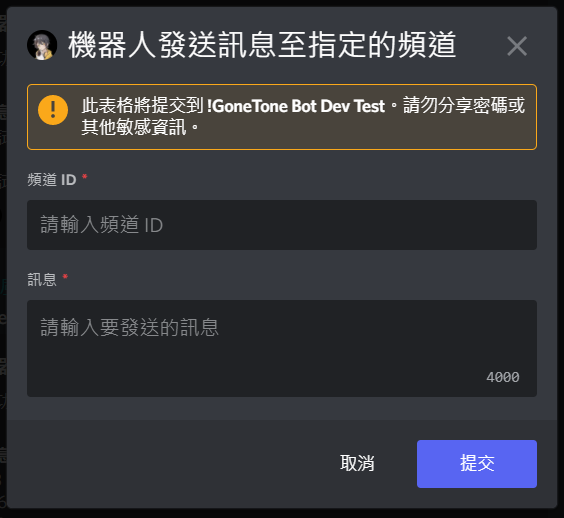 機器人發送訊息至指定的頻道
此表格將提交到 !GoneTone Bot Dev Test。請勿分享密碼或
其他敏感資訊。
頻道 ID *
請輸入頻道 ID
訊息 *
請輸入要發送的訊息
4000
取消
提交